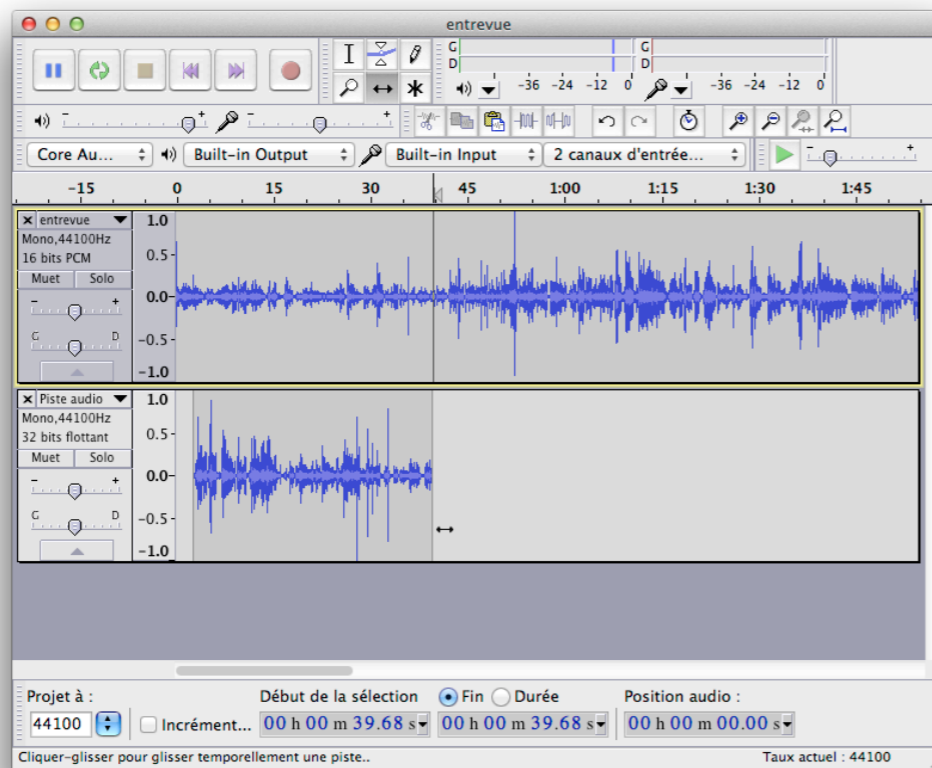 entrevue
G
D
-36 -24 -12 0
G
D
-36 -24 -12 0
- +
- +
Core Au...
Built-in Output
Built-in Input
2 canaux d'entrée...
- +
-15 0 15 30 45 1:00 1:15 1:30 1:45
entrevue
Mono,44100Hz
16 bits PCM
Muet Solo
- +
G D
1.0
0.5-
0.0-
-0.5-
-1.0
Piste audio
Mono,44100Hz
32 bits flottant
Muet Solo
- +
G D
1.0
0.5-
0.0-
-0.5-
-1.0
Projet à : Début de la sélection Fin Durée Position audio :
44100 Incrément... 00 h 00 m 39.68 s 00 h 00 m 39.68 s 00 h 00 m 00.00 s
Cliquer-glisser pour glisser temporellement une piste.. Taux actuel : 44100